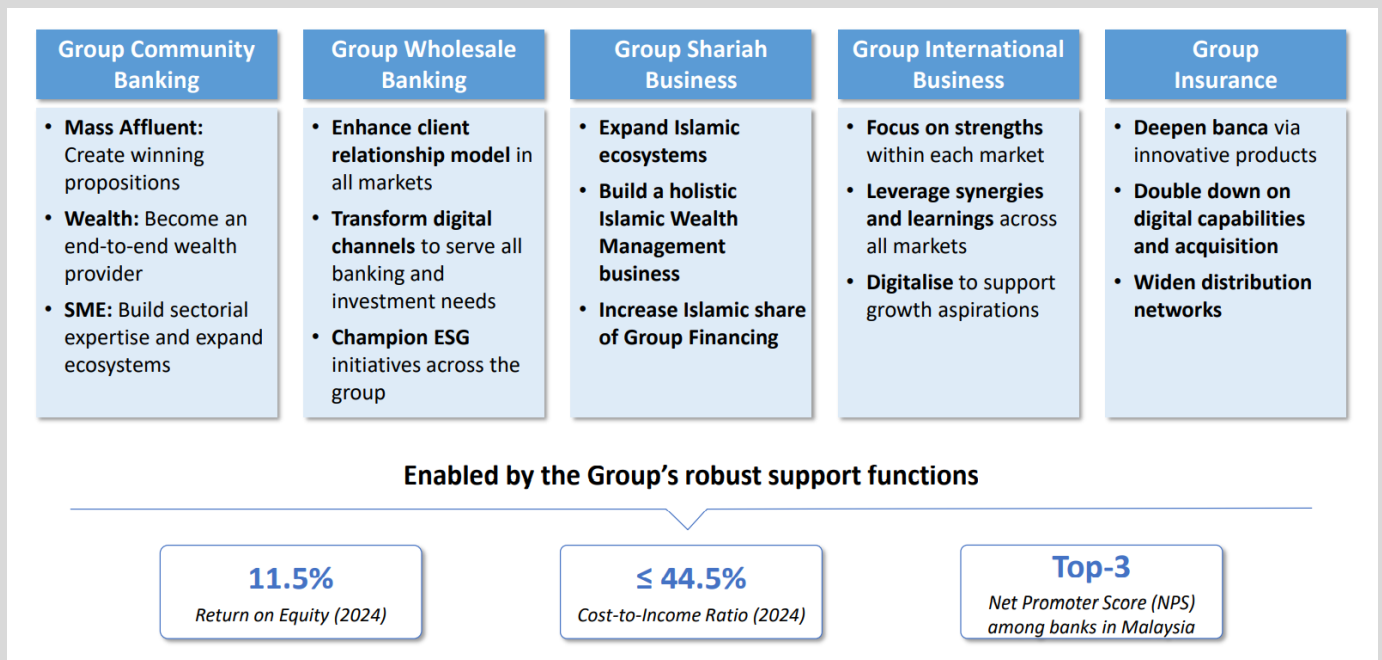 Group Community
Banking
• Mass Affluent:
Create winning
propositions
• Wealth: Become an
end-to-end wealth
provider
• SME: Build sectorial
expertise and expand
ecosystems
Group Wholesale
Banking
• Enhance client
relationship model in
all markets
• Transform digital
channels to serve all
banking and
investment needs
• Champion ESG
initiatives across the
group
Group Shariah
Business
• Expand Islamic
ecosystems
• Build a holistic
Islamic Wealth
Management
business
• Increase Islamic share
of Group Financing
Group International
Business
• Focus on strengths
within each market
• Leverage synergies
and learnings across
all markets
• Digitalise to support
growth aspirations
Group
Insurance
• Deepen banca via
innovative products
• Double down on
digital capabilities
and acquisition
• Widen distribution
networks
Enabled by the Group’s robust support functions
11.5%
Return on Equity (2024)
≤ 44.5%
Cost-to-Income Ratio (2024)
Top-3
Net Promoter Score (NPS)
among banks in Malaysia